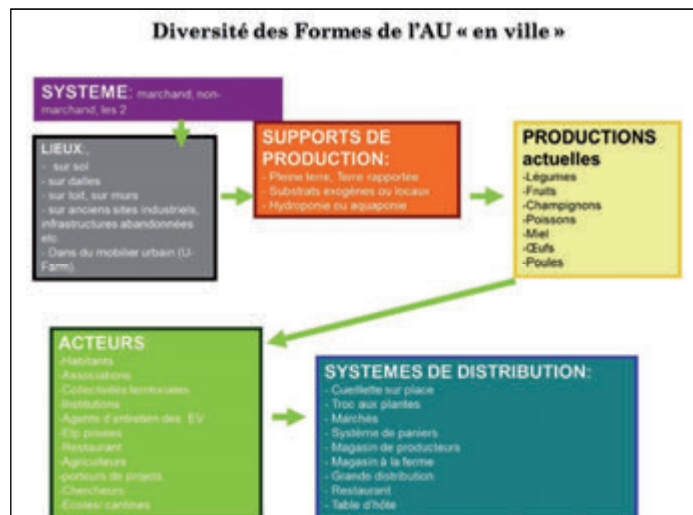 Diversité des Formes de l'AU « en ville »
SYSTEME: marchand, non-
marchand, les 2
LIEUX:,
- sur sol
- sur dalles
- sur toit, sur murs
- sur anciens sites industriels,
infrastructures abandonnées
etc.
- Dans du mobilier urbain (U-
Farm)
SUPPORTS DE
PRODUCTION:
- Pleine terre, Terre rapportée
- Substrats exogènes ou locaux
- Hydroponie ou aquaponie
PRODUCTIONS
actuelles
-Légumes
-Fruits
-Champignons
-Poissons
-Miel
-Œufs
-Poules
ACTEURS
-Habitants
-Associations
-Collectivités territoriales
-Institutions
-Agents d'entretien des EV
-Etp privées
-Restaurant
-Agriculteurs
-porteurs de projets
-Chercheurs
-Ecoles/ cantines
SYSTEMES DE DISTRIBUTION:
- Cueillette sur place
- Troc aux plantes
- Marchés
- Système de paniers
- Magasin de producteurs
- Magasin à la ferme
- Grande distribution
- Restaurant
- Table d'hôte